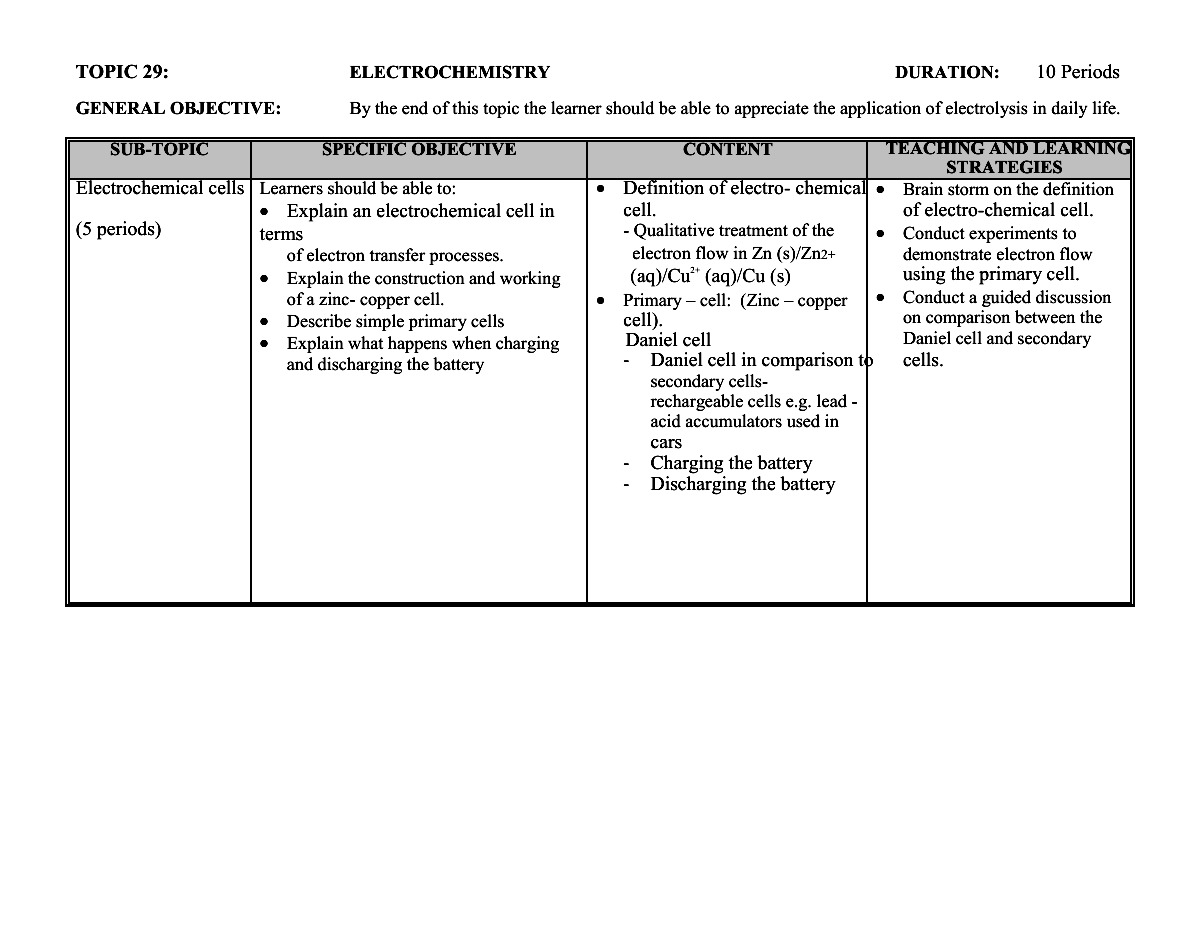 TOPIC 29: ELECTROCHEMISTRY DURATION: 10 Periods
GENERAL OBJECTIVE: By the end of this topic the learner should be able to appreciate the application of electrolysis in daily life.
SUB-TOPIC
SPECIFIC OBJECTIVE
CONTENT
TEACHING AND LEARNING
STRATEGIES
Electrochemical cells
(5 periods)
Learners should be able to:
• Explain an electrochemical cell in
terms
of electron transfer processes.
• Explain the construction and working
of a zinc- copper cell.
• Describe simple primary cells
• Explain what happens when charging
and discharging the battery
• Definition of electro- chemical
cell.
- Qualitative treatment of the
electron flow in Zn (s)/Zn2+
(aq)/Cu²⁺ (aq)/Cu (s)
• Primary – cell: (Zinc – copper
cell).
Daniel cell
- Daniel cell in comparison to
secondary cells-
rechargeable cells e.g. lead -
acid accumulators used in
cars
- Charging the battery
- Discharging the battery
• Brain storm on the definition
of electro-chemical cell.
• Conduct experiments to
demonstrate electron flow
using the primary cell.
• Conduct a guided discussion
on comparison between the
Daniel cell and secondary
cells.